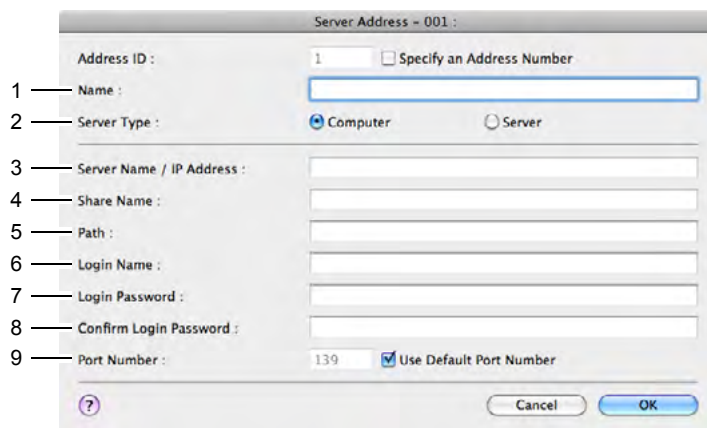 Server Address - 001 :
Address ID : 1 Specify an Address Number
1 Name :
2 Server Type : Computer Server
3 Server Name / IP Address :
4 Share Name :
5 Path :
6 Login Name :
7 Login Password :
8 Confirm Login Password :
9 Port Number : 139 Use Default Port Number
? Cancel OK